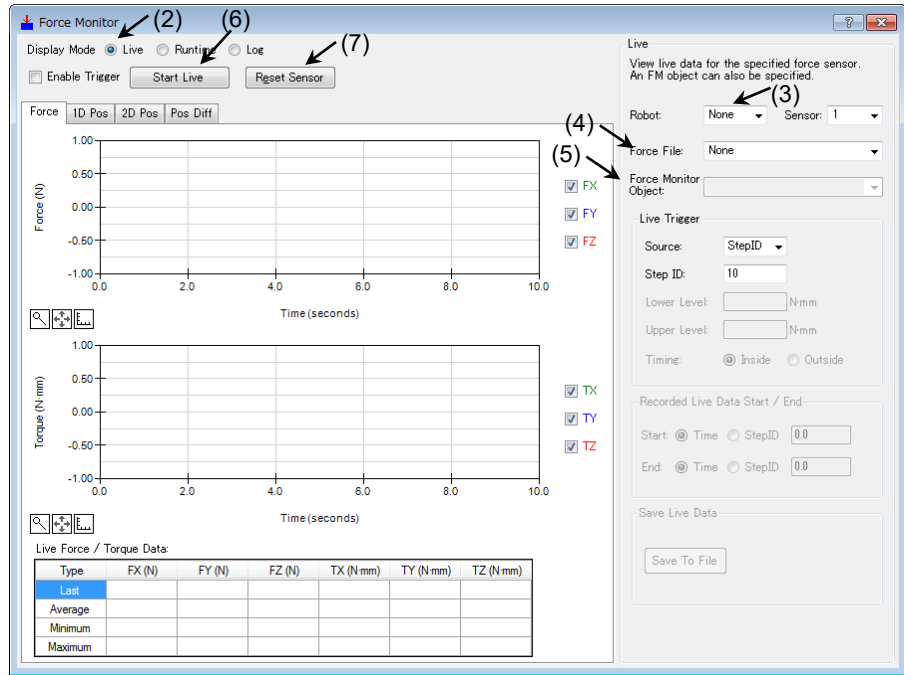 Force Monitor
(2)
(6)
Display Mode Live Runtime Log
(7)
Enable Trigger Start Live Reset Sensor
Force 1D Pos 2D Pos Pos Diff
1.00
0.50
0.00
-0.50
-1.00
Force (N)
0.0 2.0 4.0 6.0 8.0 10.0
Time (seconds)
FX
FY
FZ
1.00
0.50
0.00
-0.50
-1.00
Torque (N·mm)
0.0 2.0 4.0 6.0 8.0 10.0
Time (seconds)
TX
TY
TZ
Live Force / Torque Data:
Type FX (N) FY (N) FZ (N) TX (N·mm) TY (N·mm) TZ (N·mm)
Last
Average
Minimum
Maximum
Live
View live data for the specified force sensor.
An FM object can also be specified.
(3)
Robot: None Sensor: 1
(4)
Force File: None
(5)
Force Monitor
Object:
Live Trigger
Source: StepID
Step ID: 10
Lower Level: N·mm
Upper Level: N·mm
Timing: Inside Outside
Recorded Live Data Start / End
Start: Time StepID 0.0
End: Time StepID 0.0
Save Live Data
Save To File